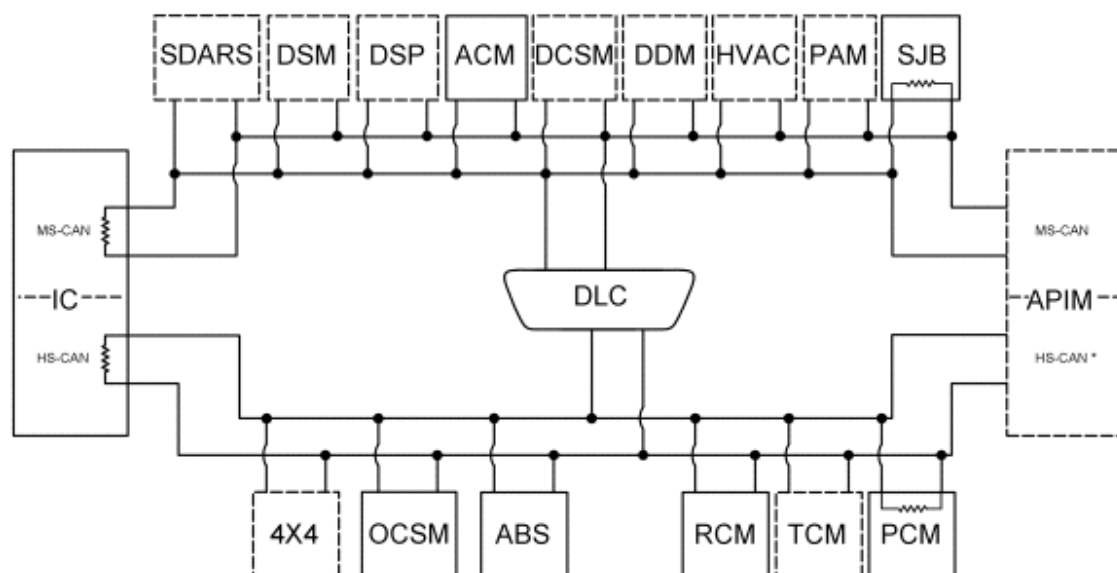 SDARS DSM DSP ACM DCSM DDM HVAC PAM SJB
MS-CAN
IC
HS-CAN
DLC
MS-CAN
APIM
HS-CAN *
4X4 OCSM ABS RCM TCM PCM